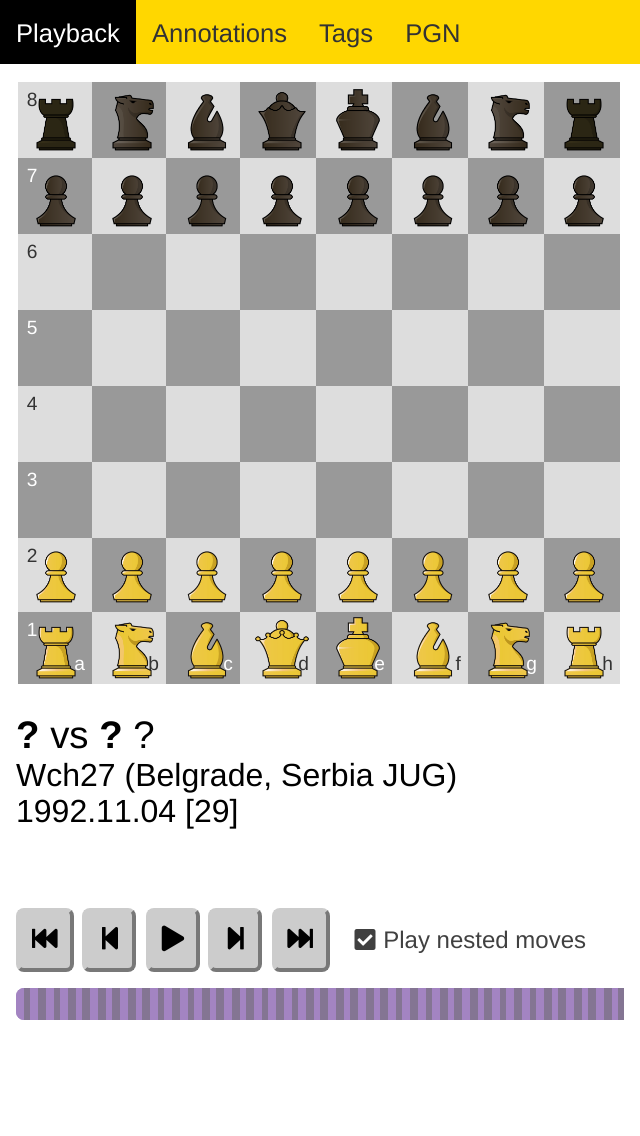 Playback Annotations Tags PGN
8
7
6
5
4
3
2
1
a b c d e f g h
? vs ? ?
Wch27 (Belgrade, Serbia JUG)
1992.11.04 [29]
Play nested moves